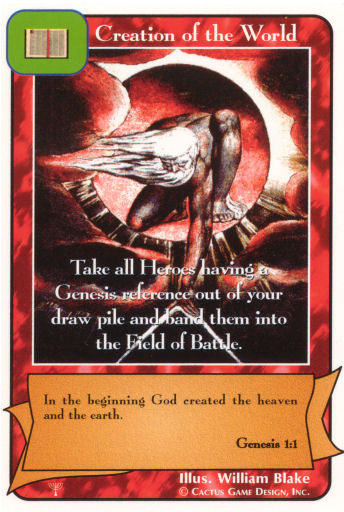 Creation of the World
Take all Heroes having a
Genesis reference out of your
draw pile and band them into
the Field of Battle.
In the beginning God created the heaven
and the earth.
Genesis 1:1
Illus. William Blake
© Cactus Game Design, Inc.